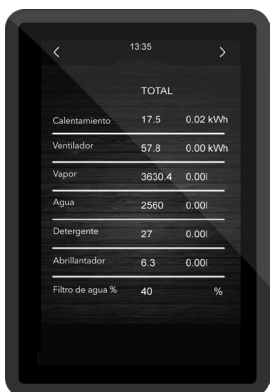 13:35
TOTAL
Calentamiento 17.5 0.02 kWh
Ventilador 57.8 0.00 kWh
Vapor 3630.4 0.00l
Agua 2560 0.00l
Detergente 27 0.00l
Abrillantador 6.3 0.00l
Filtro de agua % 40 %